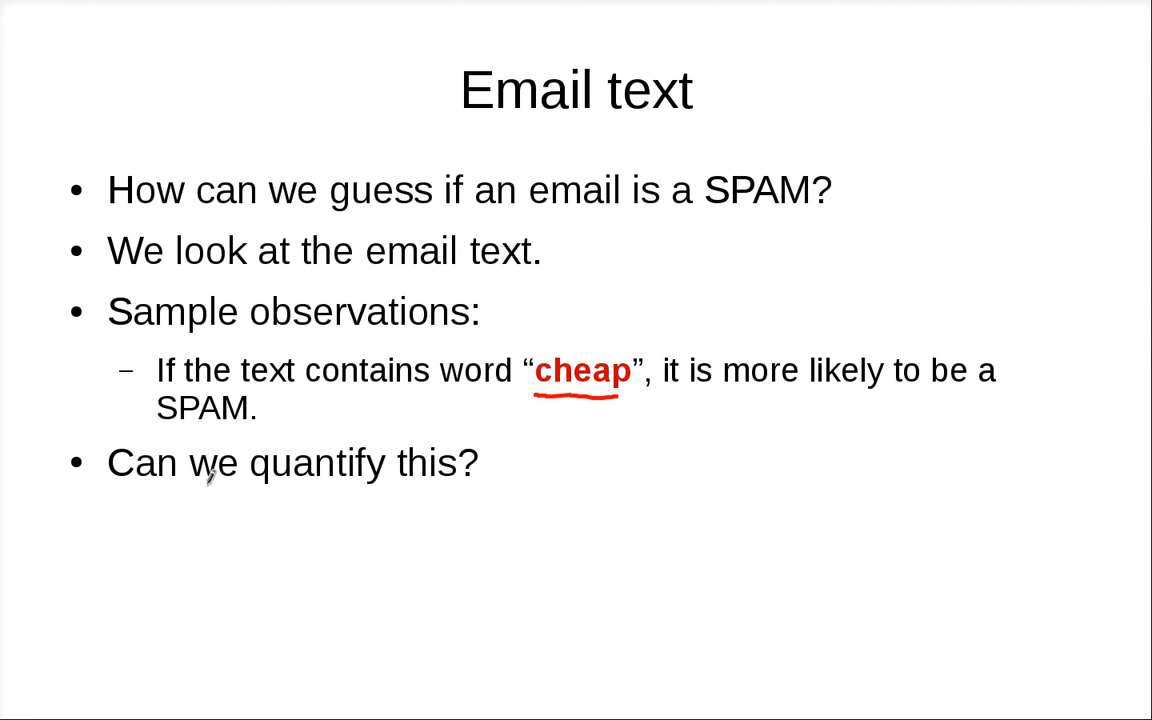 Email text
• How can we guess if an email is a SPAM?
• We look at the email text.
• Sample observations:
– If the text contains word “cheap”, it is more likely to be a
SPAM.
• Can we quantify this?